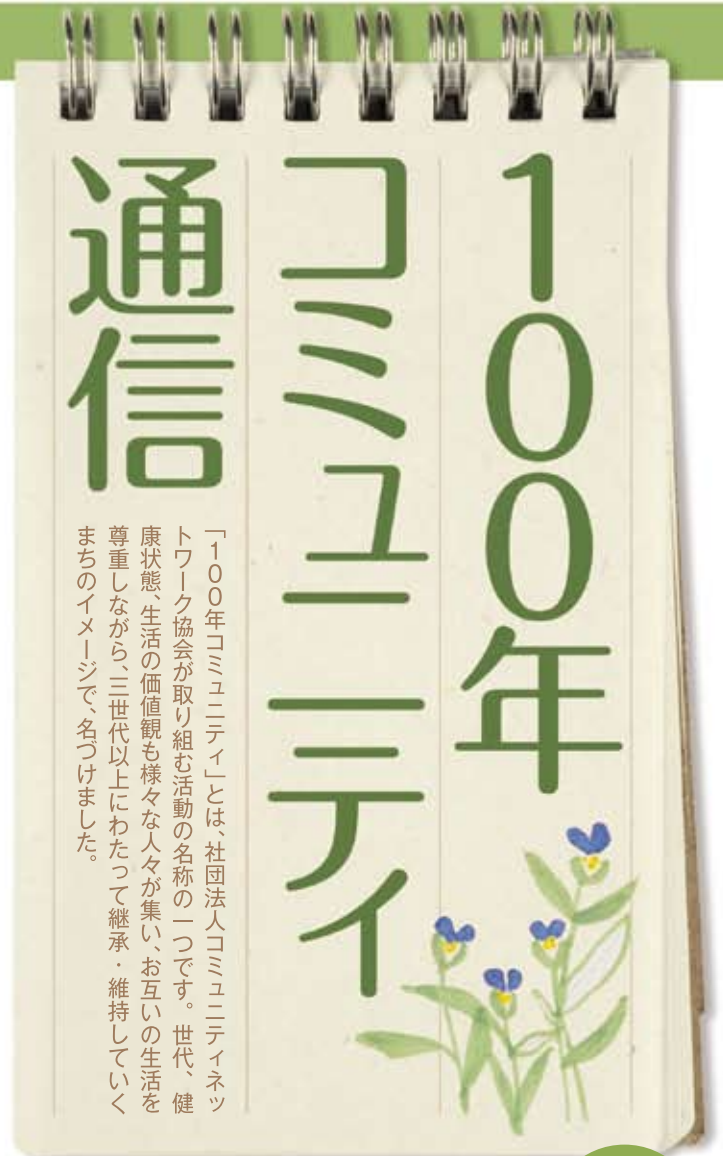 100年
コミュニティ
通信
「100年コミュニティ」とは、社団法人コミュニティネッ
トワーク協会が取り組む活動の名称の一つです。世代、健
康状態、生活の価値観も様々な人々が集い、お互いの生活を
尊重しながら、三世代以上にわたって継承・維持していく
まちのイメージで、名づけました。